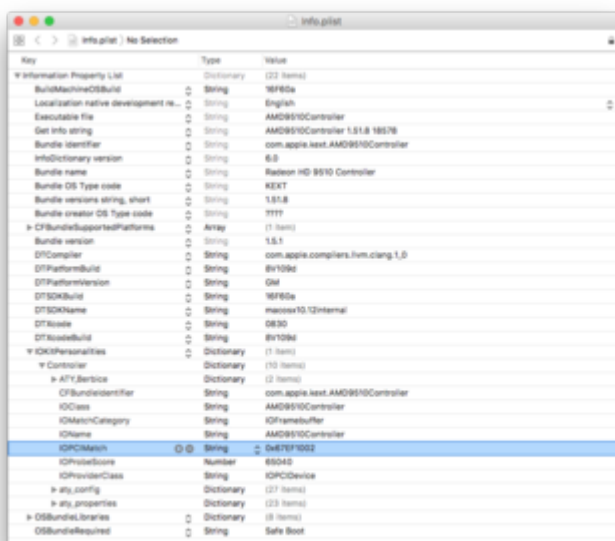 Info.plist
Info.plist No Selection
Key Type Value
Information Property List Dictionary (22 items)
BuildMachineOSBuild String 16F60a
Localization native development re... String English
Executable file String AMD9510Controller
Get Info string String AMD9510Controller 1.51.8 18576
Bundle identifier String com.apple.kext.AMD9510Controller
InfoDictionary version String 6.0
Bundle name String Radeon HD 9510 Controller
Bundle OS Type code String KEXT
Bundle versions string, short String 1.51.8
Bundle creator OS Type code String ????
CFBundleSupportedPlatforms Array (1 item)
Bundle version String 1.5.1
DTCompiler String com.apple.compilers.llvm.clang.1_0
DTPlatformBuild String 8V109d
DTPlatformVersion String GM
DTSDKBuild String 16F60a
DTSDKName String macosx10.12internal
DTXcode String 0830
DTXcodeBuild String 8V109d
IOKitPersonalities Dictionary (1 item)
Controller Dictionary (10 items)
ATY,Berbice Dictionary (2 items)
CFBundleIdentifier String com.apple.kext.AMD9510Controller
IOClass String AMD9510Controller
IOMatchCategory String IOFramebuffer
IOName String AMD9510Controller
IOPCIMatch String 0x67EF1002
IOProbeScore Number 65040
IOProviderClass String IOPCIDevice
aty_config Dictionary (27 items)
aty_properties Dictionary (23 items)
OSBundleLibraries Dictionary (8 items)
OSBundleRequired String Safe Boot